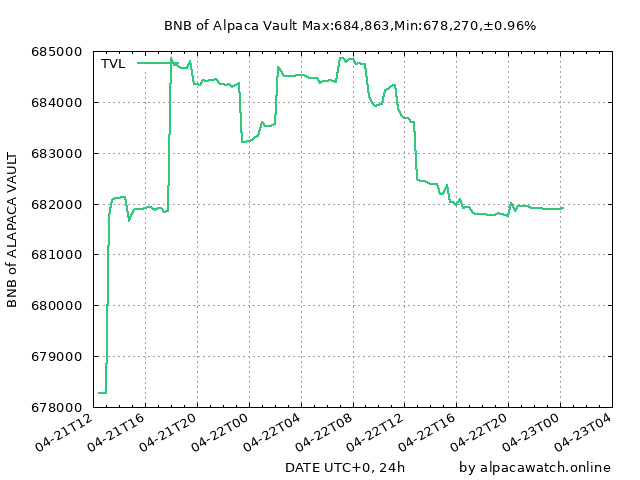 BNB of Alpaca Vault Max:684,863,Min:678,270,±0.96%
685000
TVL
684000
683000
682000
681000
680000
679000
678000
BNB of ALAPACA VAULT
04-21T12
04-21T16
04-21T20
04-22T00
04-22T04
04-22T08
04-22T12
04-22T16
04-22T20
04-23T00
04-23T04
DATE UTC+0, 24h
by alpacawatch.online